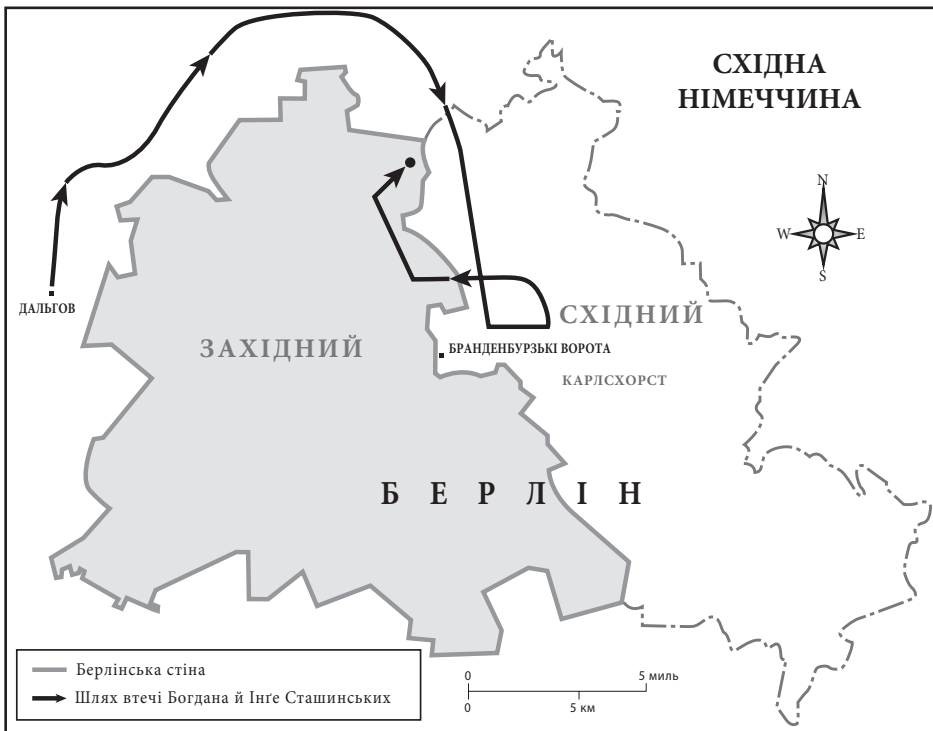 СХІДНА
НІМЕЧЧИНА
N
W E
S
ДАЛЬГОВ
СХІДНИЙ
ЗАХІДНИЙ
БРАНДЕНБУРЗЬКІ ВОРОТА
КАРЛСХОРСТ
БЕРЛІН
Берлінська стіна
Шлях втечі Богдана й Інґе Сташинських
0 5 миль
0 5 км